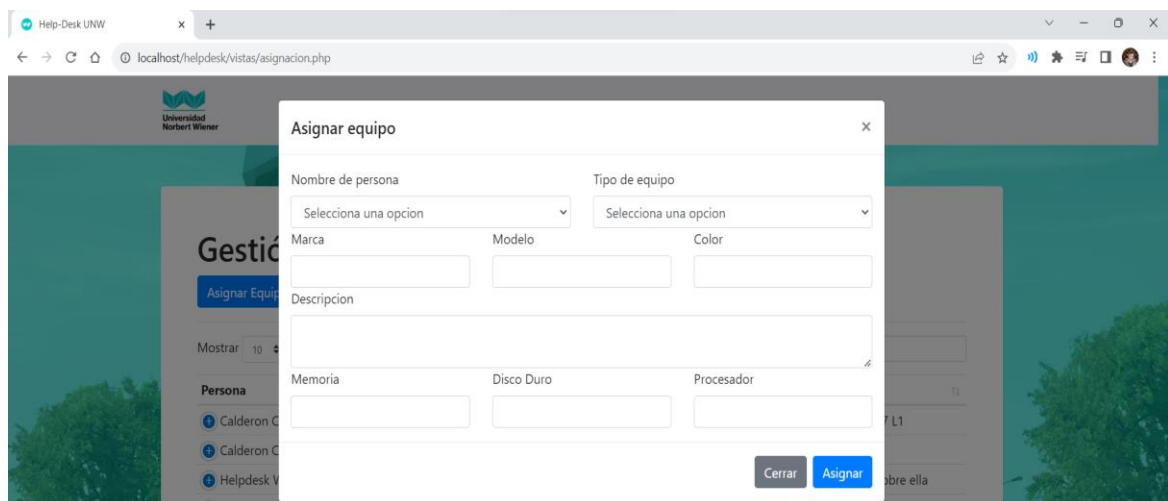 Help-Desk UNW
localhost/helpdesk/vistas/asignacion.php
Universidad
Norbert Wiener
Asignar equipo
Nombre de persona
Tipo de equipo
Selecciona una opcion
Selecciona una opcion
Marca
Modelo
Color
Gestió
Asignar Equip
Descripcion
Mostrar 10
Memoria
Disco Duro
Procesador
Persona
Calderon C
7 L1
Calderon C
Cerrar
Asignar
Helpdesk
obre ella